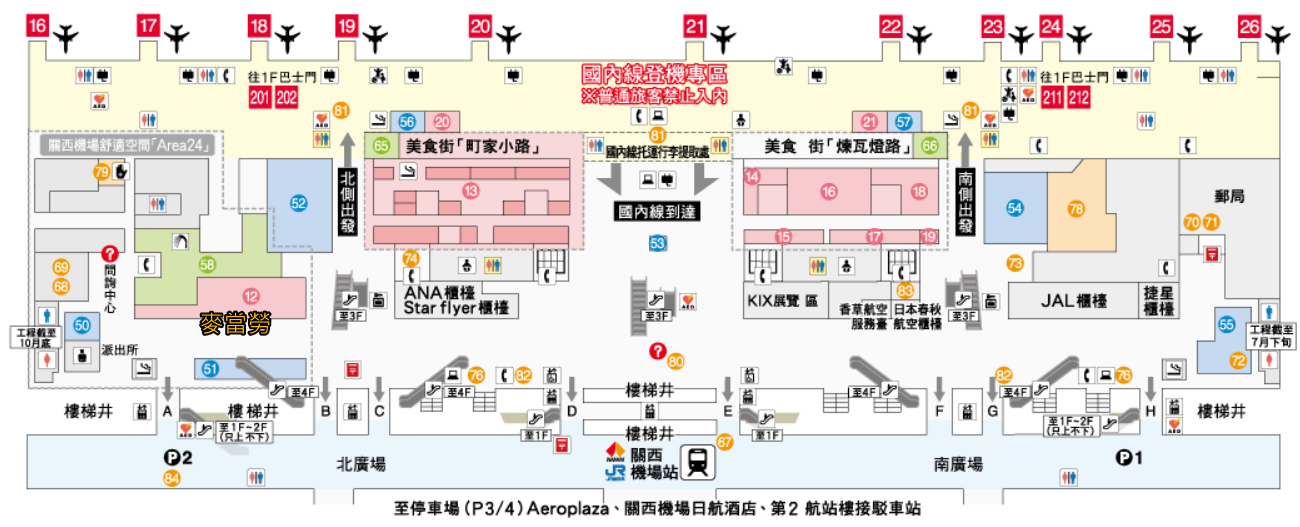 16 17 18 19 20 21 22 23 24 25 26
往1F巴士門
201 202
國內線登機專區
※普通旅客禁止入內
往1F巴士門
211 212
AED
AED
AED
AED
81
56
20
81
21
57
81
關西機場舒適空間「Area24」
65
美食街「町家小路」
國內線托運行李提取處
美食 街「煉瓦燈路」
66
79
北側出發
南側出發
13
14
16
18
郵局
52
國內線到達
54
78
70 71
53
15
17
19
?
問詢中心
58
74
73
69
68
12
麥當勞
ANA櫃檯
Star flyer櫃檯
KIX展覽 區
83
香草航空
服務臺
日本春秋
航空櫃檯
JAL櫃檯
捷星
櫃檯
至3F
至3F
AED
至3F
工程截至
10月底
50
派出所
51
?
80
55
72
工程截至
7月下旬
至4F
76
至4F
82
至4F
82
至4F
76
樓梯井
A
樓梯井
B
C
D
樓梯井
E
F
G
H
樓梯井
樓梯井
AED
至1F~2F
(只上不下)
至1F
至1F
至1F~2F
(只上不下)
AED
P2
84
北廣場
NANKAI
JR
關西
機場站
67
南廣場
P1
至停車場(P3/4)Aeroplaza、關西機場日航酒店、第2 航站樓接駁車站